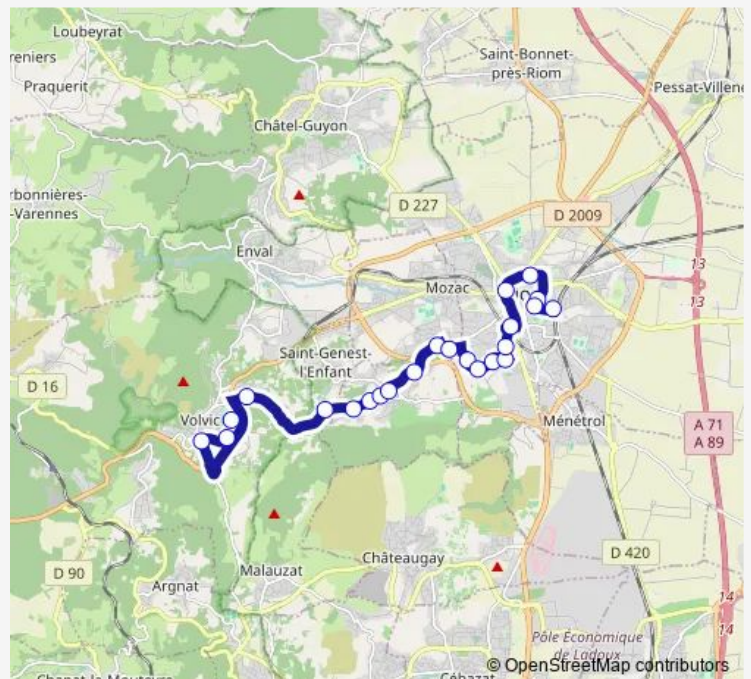 Loubeyrat
Saint-Bonnet-
près-Riom
reniers
Praquerit
Pessat-Villene
Châtel-Guyon
rbonnières-
-Varennes
D 227
D 2009
Enval
13
13
Mozac
Saint-Genest-
l'Enfant
D 16
Volvic
Ménétrol
A 71
A 89
D 420
Châteaugay
D 90
Malauzat
Argnat
14
14
Pôle Économique
de Ladoux
© OpenStreetMap contributors